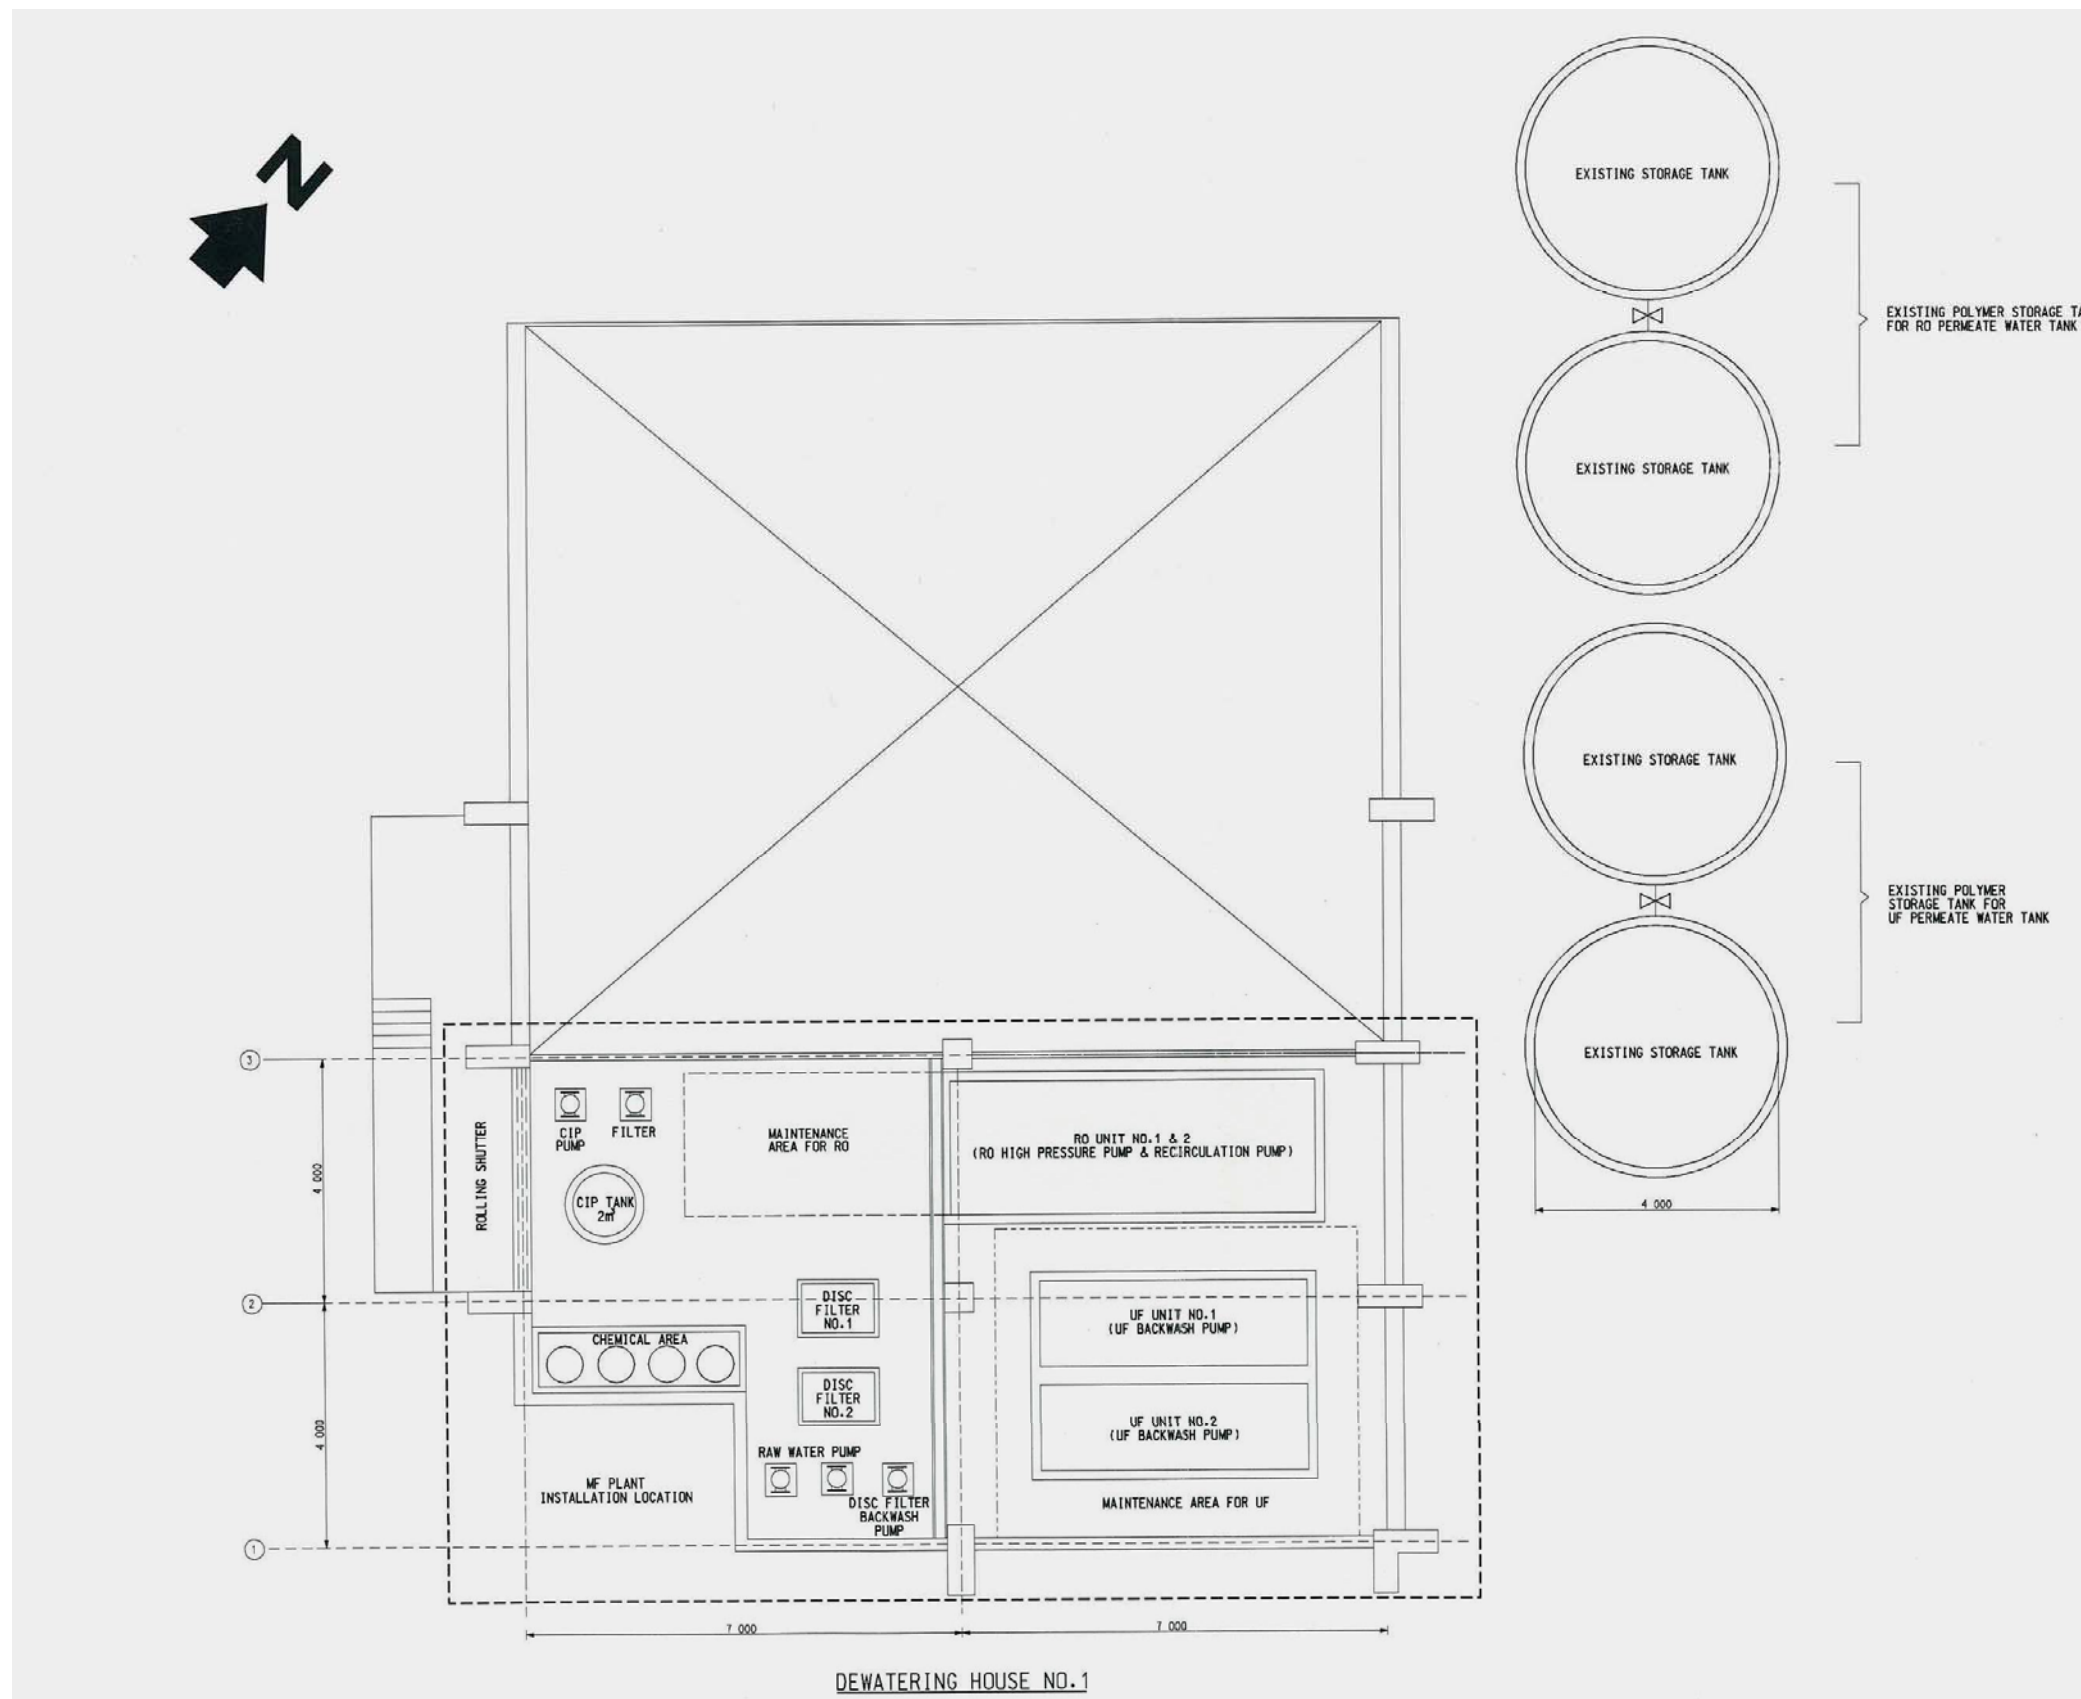 N
EXISTING STORAGE TANK
EXISTING POLYMER STORAGE
FOR RO PERMEATE WATER TANK
EXISTING STORAGE TANK
EXISTING STORAGE TANK
EXISTING POLYMER
STORAGE TANK FOR
UF PERMEATE WATER TANK
EXISTING STORAGE TANK
4 000
3
2
1
4 000
4 000
ROLLING SHUTTER
CIP
PUMP
FILTER
CIP TANK
2m³
MAINTENANCE
AREA FOR RO
RO UNIT NO.1 & 2
(RO HIGH PRESSURE PUMP & RECIRCULATION PUMP)
DISC
FILTER
NO.1
CHEMICAL AREA
DISC
FILTER
NO.2
UF UNIT NO.1
(UF BACKWASH PUMP)
UF UNIT NO.2
(UF BACKWASH PUMP)
RAW WATER PUMP
DISC FILTER
BACKWASH
PUMP
MF PLANT
INSTALLATION LOCATION
MAINTENANCE AREA FOR UF
7 000
7 000
DEWATERING HOUSE NO.1